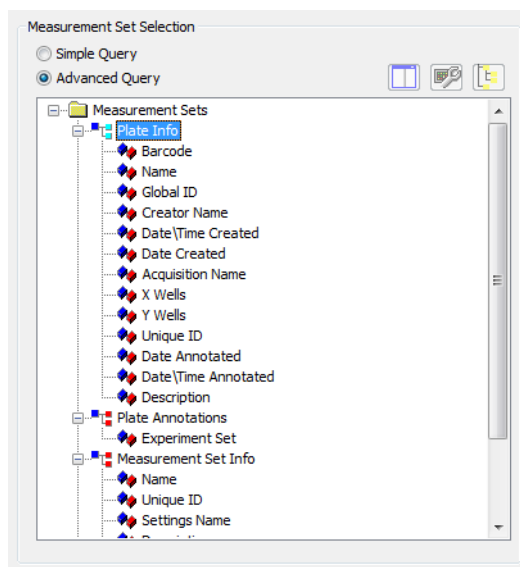 Measurement Set Selection
Simple Query
Advanced Query
Measurement Sets
Plate Info
Barcode
Name
Global ID
Creator Name
Date\Time Created
Date Created
Acquisition Name
X Wells
Y Wells
Unique ID
Date Annotated
Date\Time Annotated
Description
Plate Annotations
Experiment Set
Measurement Set Info
Name
Unique ID
Settings Name